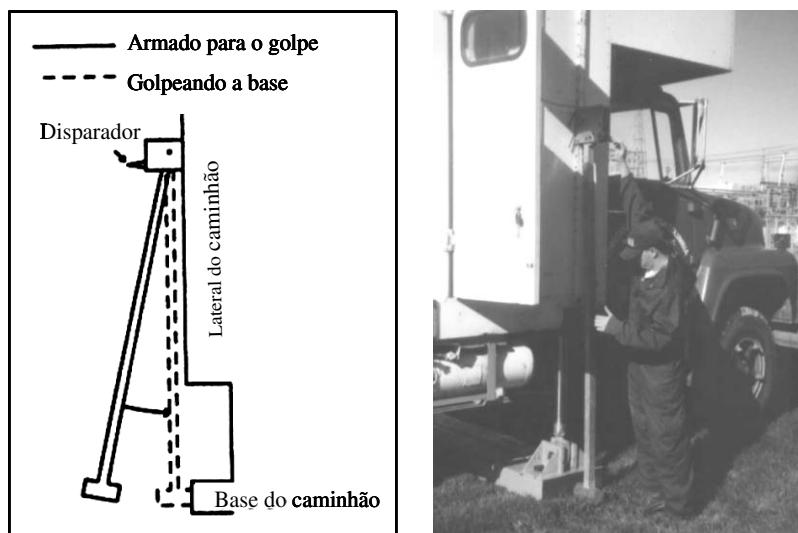 Armado para o golpe
Golpeando a base
Disparador
Lateral do caminhão
Base do caminhão